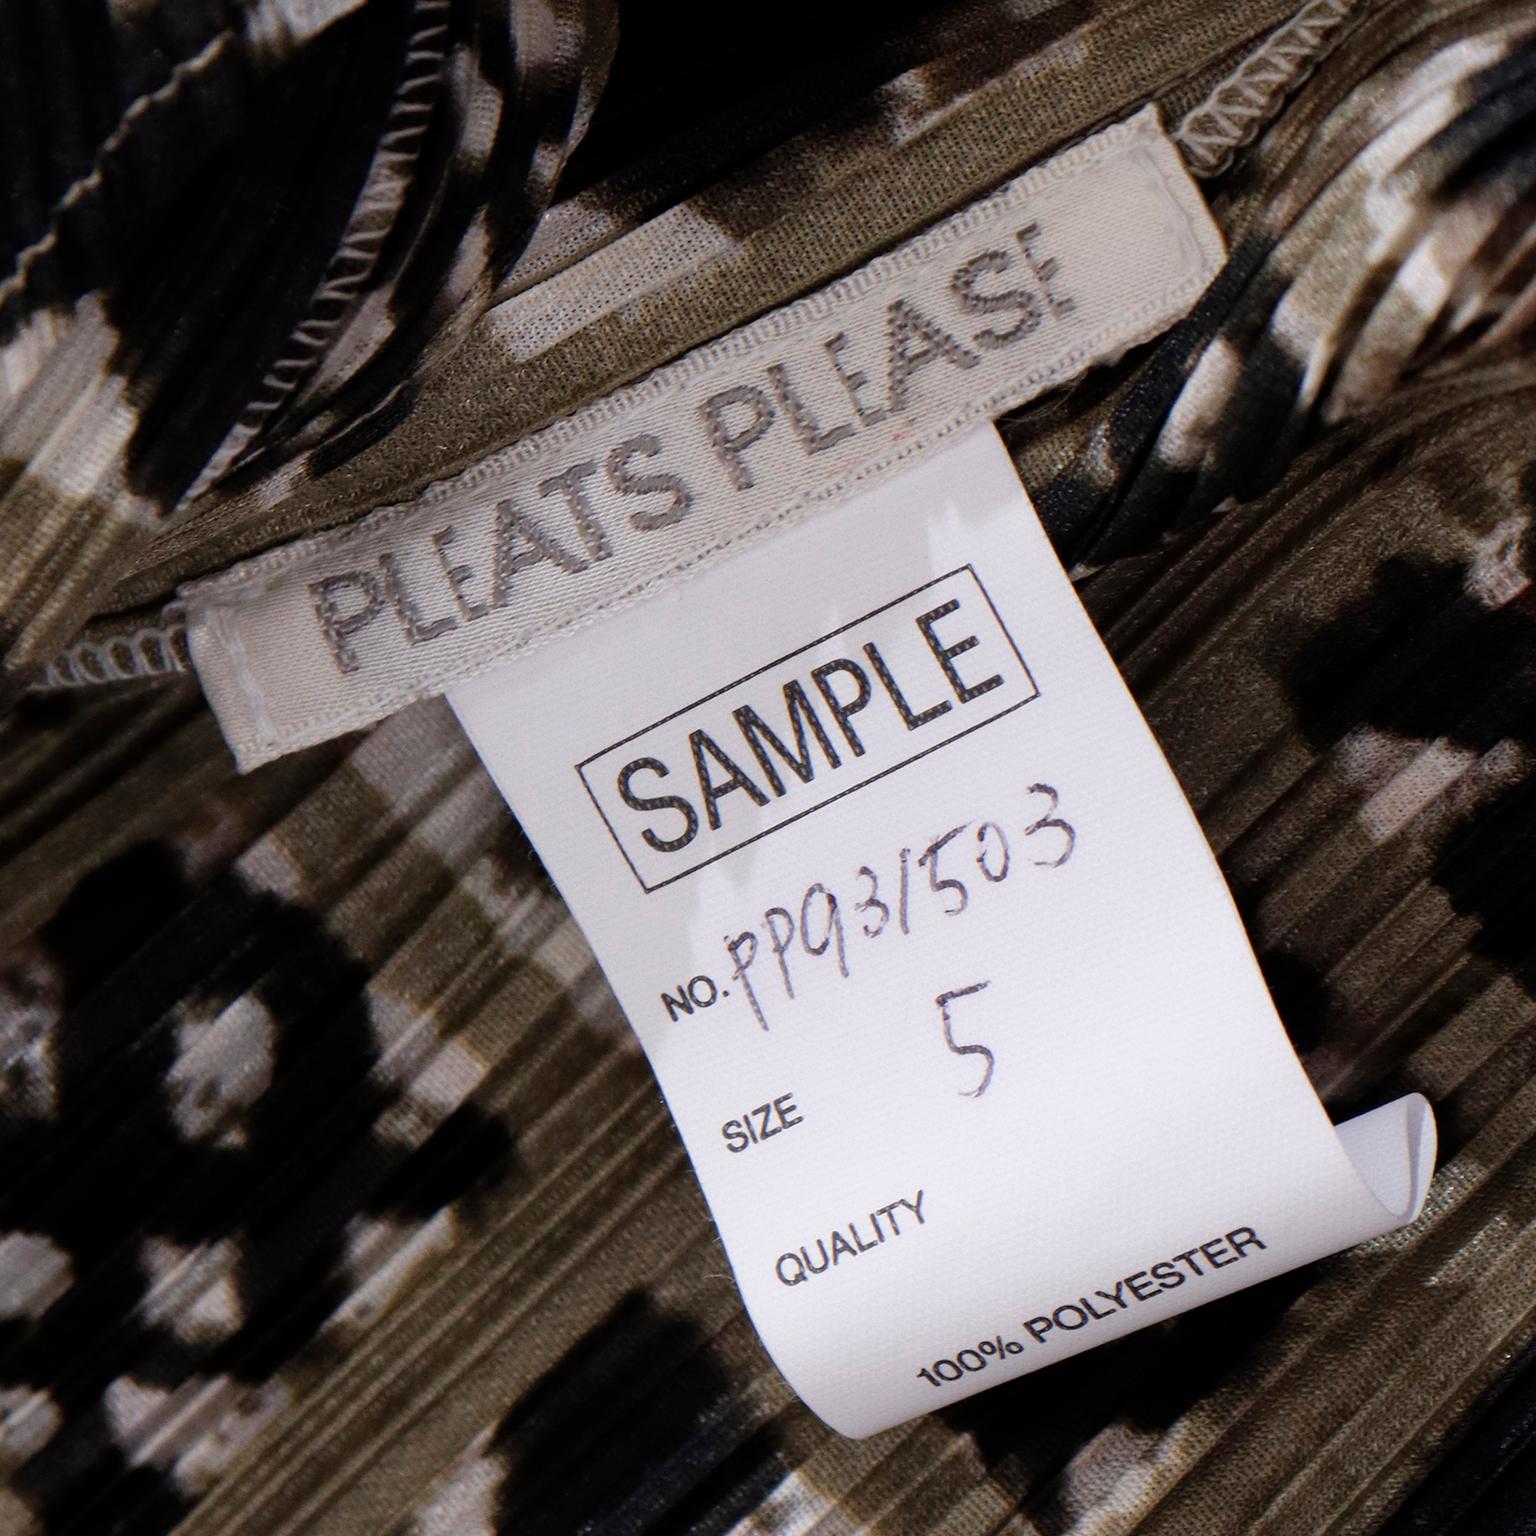 PLEATS PLEASE
SAMPLE
NO. PP93/503
SIZE 5
QUALITY
100% POLYESTER